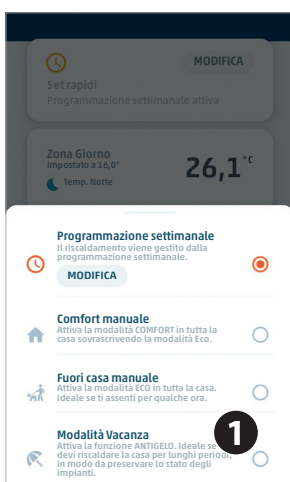 MODIFICA
Set rapidi
Programmazione settimanale attiva
Zona Giorno
impostato a 16,0°
26,1°C
Temp. Notte
Programmazione settimanale
Il riscaldamento viene gestito dalla
programmazione settimanale.
MODIFICA
Comfort manuale
Attiva la modalità COMFORT in tutta la
casa sovrascrivendo la modalità Eco.
Fuori casa manuale
Attiva la modalità ECO in tutta la casa.
Ideale se ti assenti per qualche ora.
Modalità Vacanza
1
Attiva la funzione ANTIGELO. Ideale se
devi riscaldare la casa per lunghi periodi,
in modo da preservare lo stato degli
impianti.